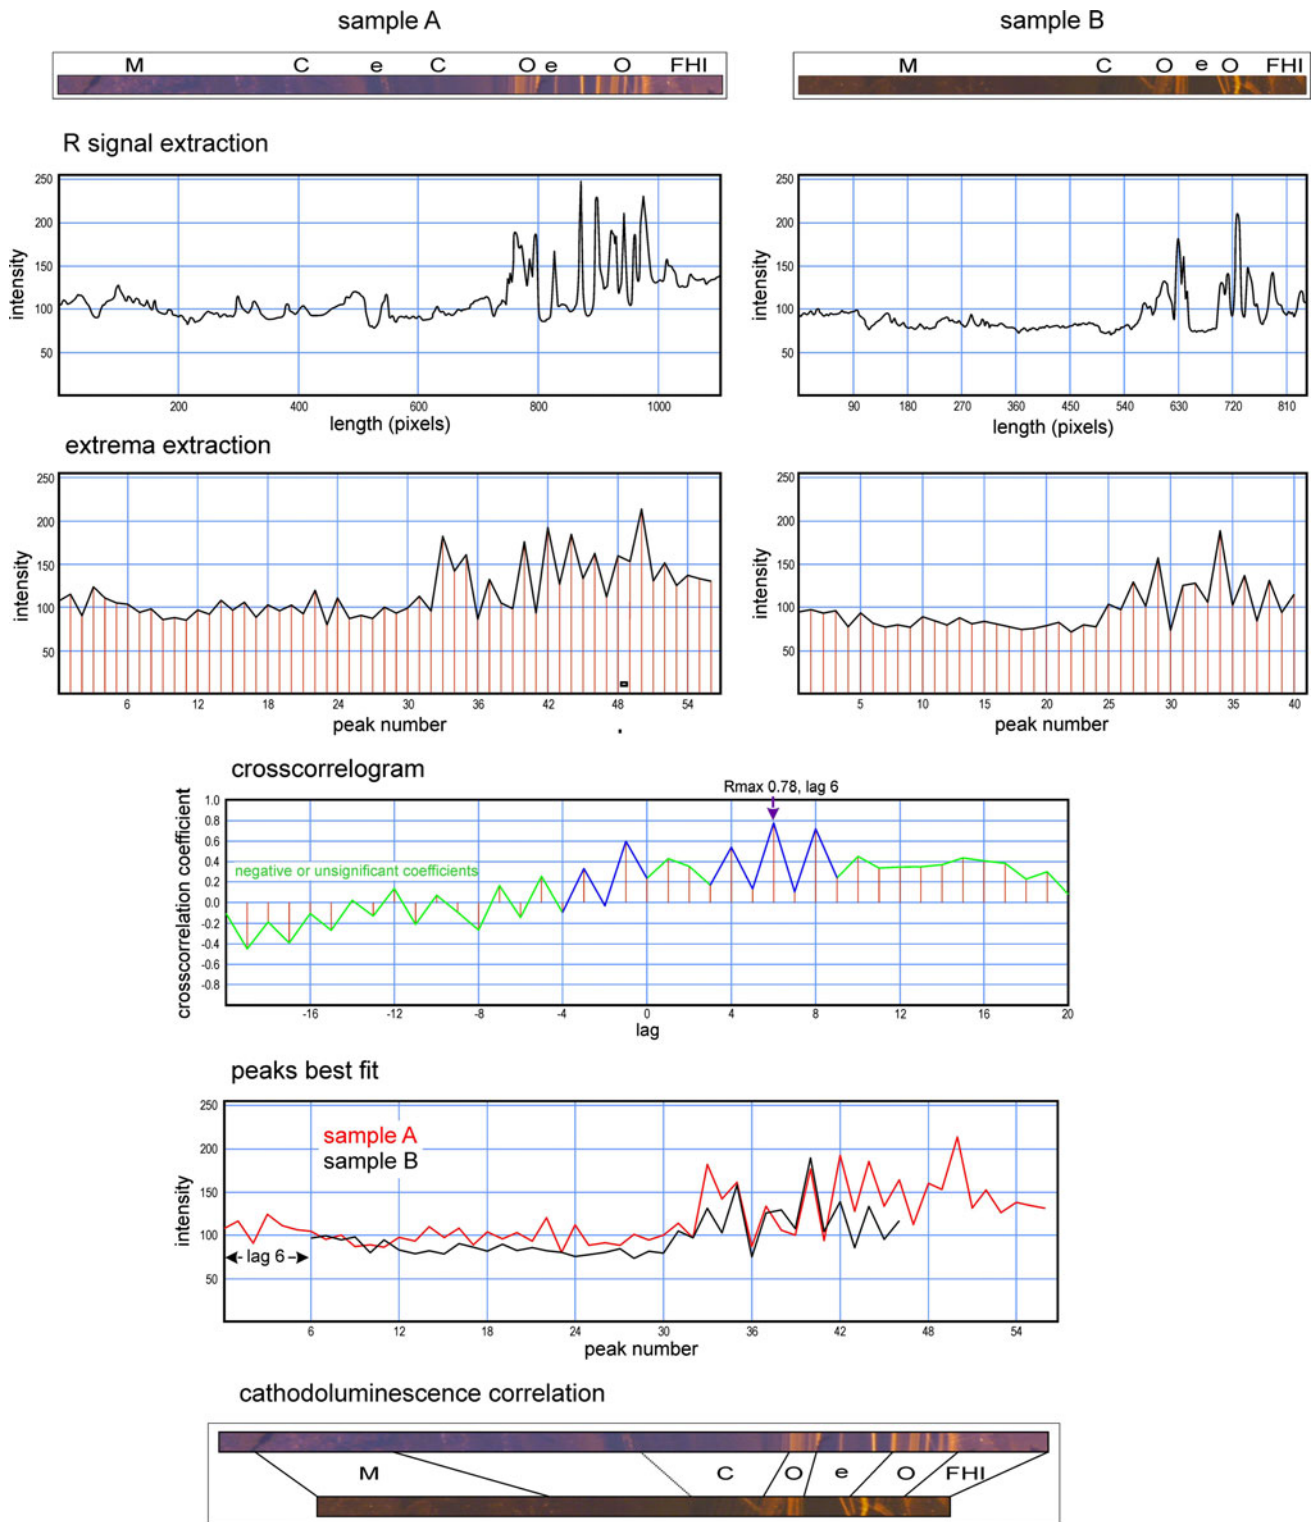 sample A
sample B
M C e C O e O FHI
M C O e O FHI
R signal extraction
intensity
250
200
150
100
50
200 400 600 800 1000
length (pixels)
intensity
250
200
150
100
50
90 180 270 360 450 540 630 720 810
length (pixels)
extrema extraction
intensity
250
200
150
100
50
6 12 18 24 30 36 42 48 54
peak number
intensity
250
200
150
100
50
5 10 15 20 25 30 35 40
peak number
crosscorrelogram
Rmax 0.78, lag 6
crosscorrelation coefficient
1.0
0.8
0.6
0.4
0.2
0.0
-0.2
-0.4
-0.6
-0.8
negative or unsignificant coefficients
-16 -12 -8 -4 0 4 8 12 16 20
lag
peaks best fit
intensity
250
200
150
100
50
sample A
sample B
lag 6
6 12 18 24 30 36 42 48 54
peak number
cathodoluminescence correlation
M C O e O FHI